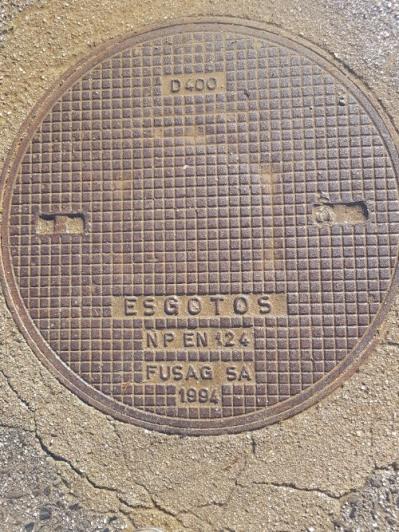 D400
ESGOTOS
NP EN 124
FUSAG SA
1994